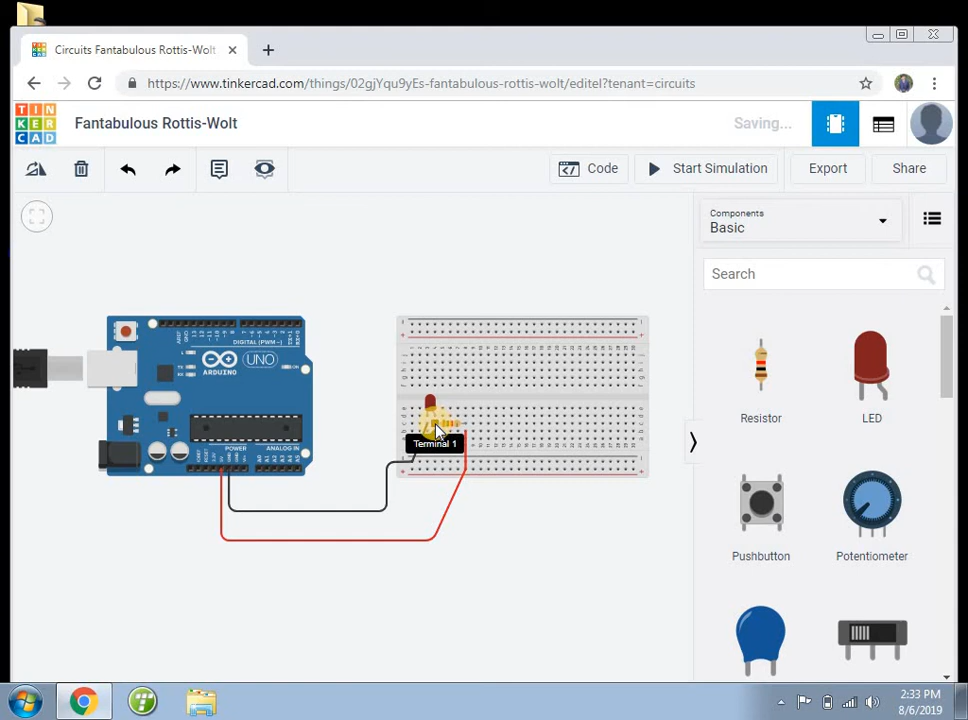 Circuits Fantabulous Rottis-Wolt
https://www.tinkercad.com/things/02gjYqu9yEs-fantabulous-rottis-wolt/editel?tenant=circuits
TIN
KER
CAD
Fantabulous Rottis-Wolt
Saving...
Code
Start Simulation
Export
Share
Components
Basic
Search
DIGITAL (PWM~)
UNO
ARDUINO
POWER
ANALOG IN
Terminal 1
Resistor
LED
Pushbutton
Potentiometer
2:33 PM
8/6/2019